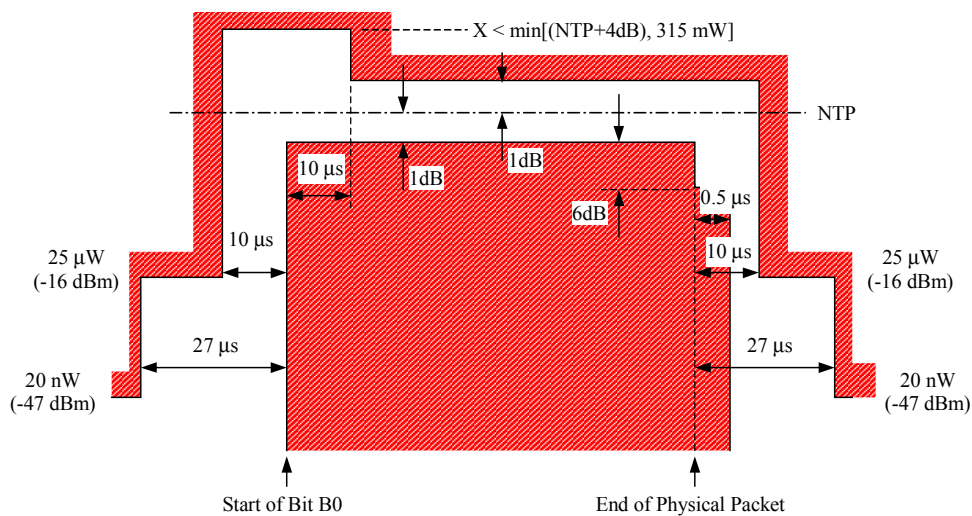 X < min[(NTP+4dB), 315 mW]
NTP
10 µs
1dB
1dB
6dB
0.5 µs
10 µs
10 µs
25 µW
(-16 dBm)
25 µW
(-16 dBm)
27 µs
27 µs
20 nW
(-47 dBm)
20 nW
(-47 dBm)
Start of Bit B0
End of Physical Packet